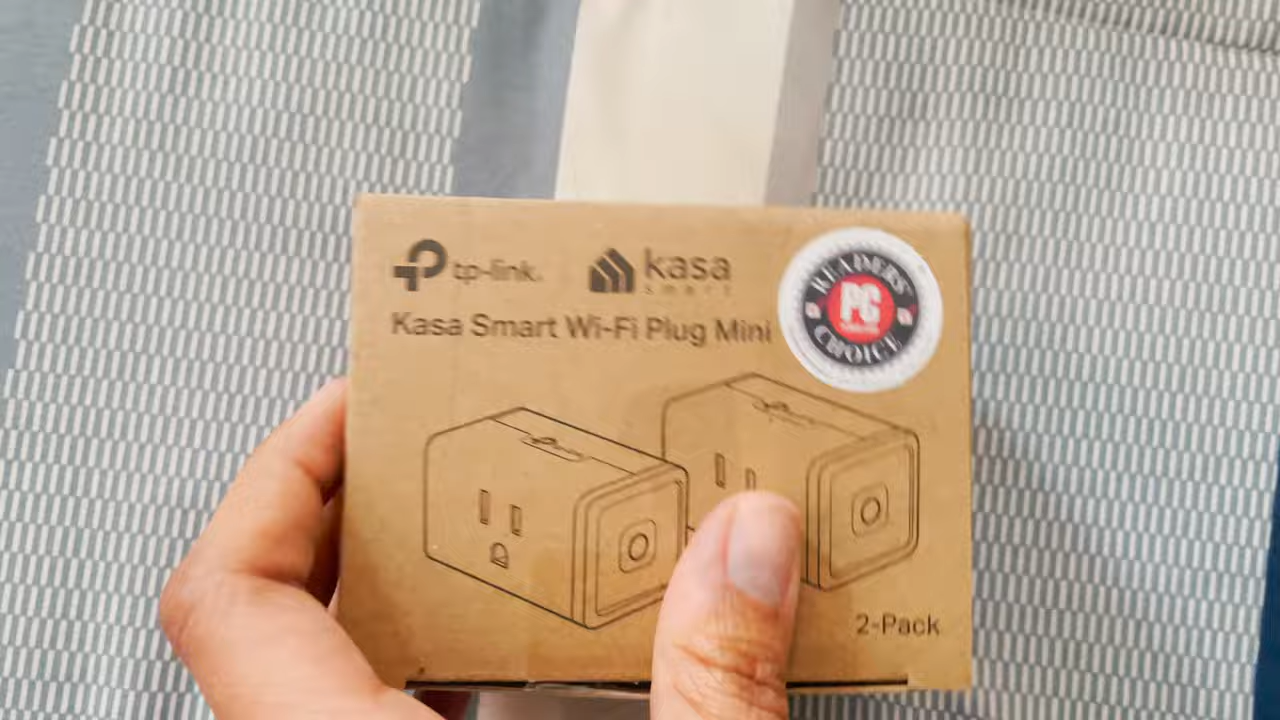 tp-link
kasa
smart
Kasa Smart Wi-Fi Plug Mini
READERS'
PC
CHOICE
2-Pack